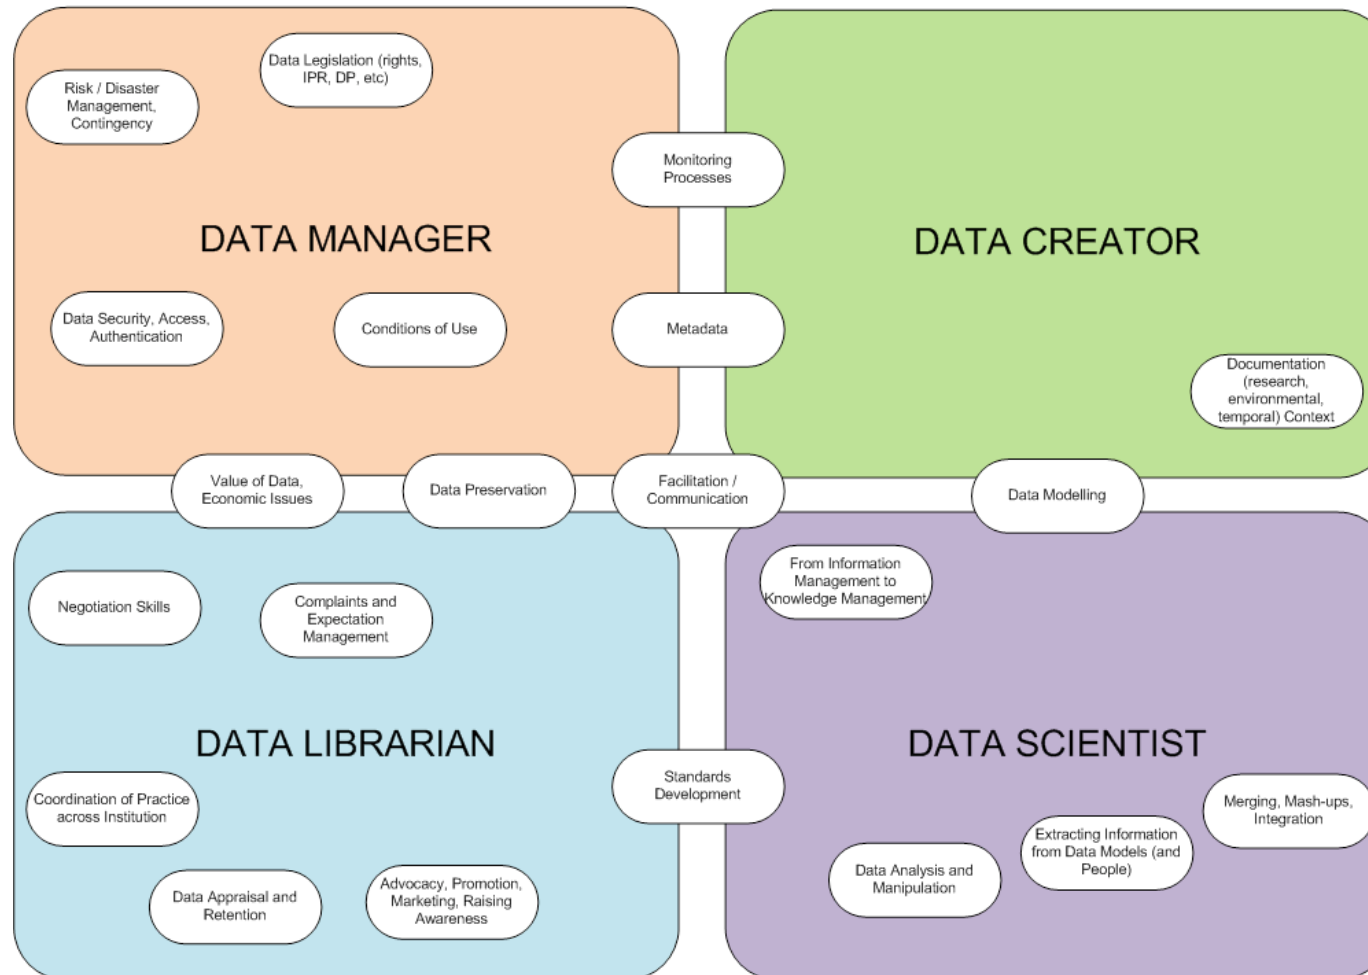 Data Legislation (rights,
IPR, DP, etc)
Risk / Disaster
Management,
Contingency
Monitoring
Processes
DATA MANAGER
DATA CREATOR
Data Security, Access,
Authentication
Conditions of Use
Metadata
Documentation
(research,
environmental,
temporal) Context
Value of Data,
Economic Issues
Data Preservation
Facilitation /
Communication
Data Modelling
From Information
Management to
Knowledge Management
Negotiation Skills
Complaints and
Expectation
Management
DATA LIBRARIAN
DATA SCIENTIST
Standards
Development
Coordination of Practice
across Institution
Merging, Mash-ups,
Integration
Extracting Information
from Data Models (and
People)
Data Analysis and
Manipulation
Data Appraisal and
Retention
Advocacy, Promotion,
Marketing, Raising
Awareness